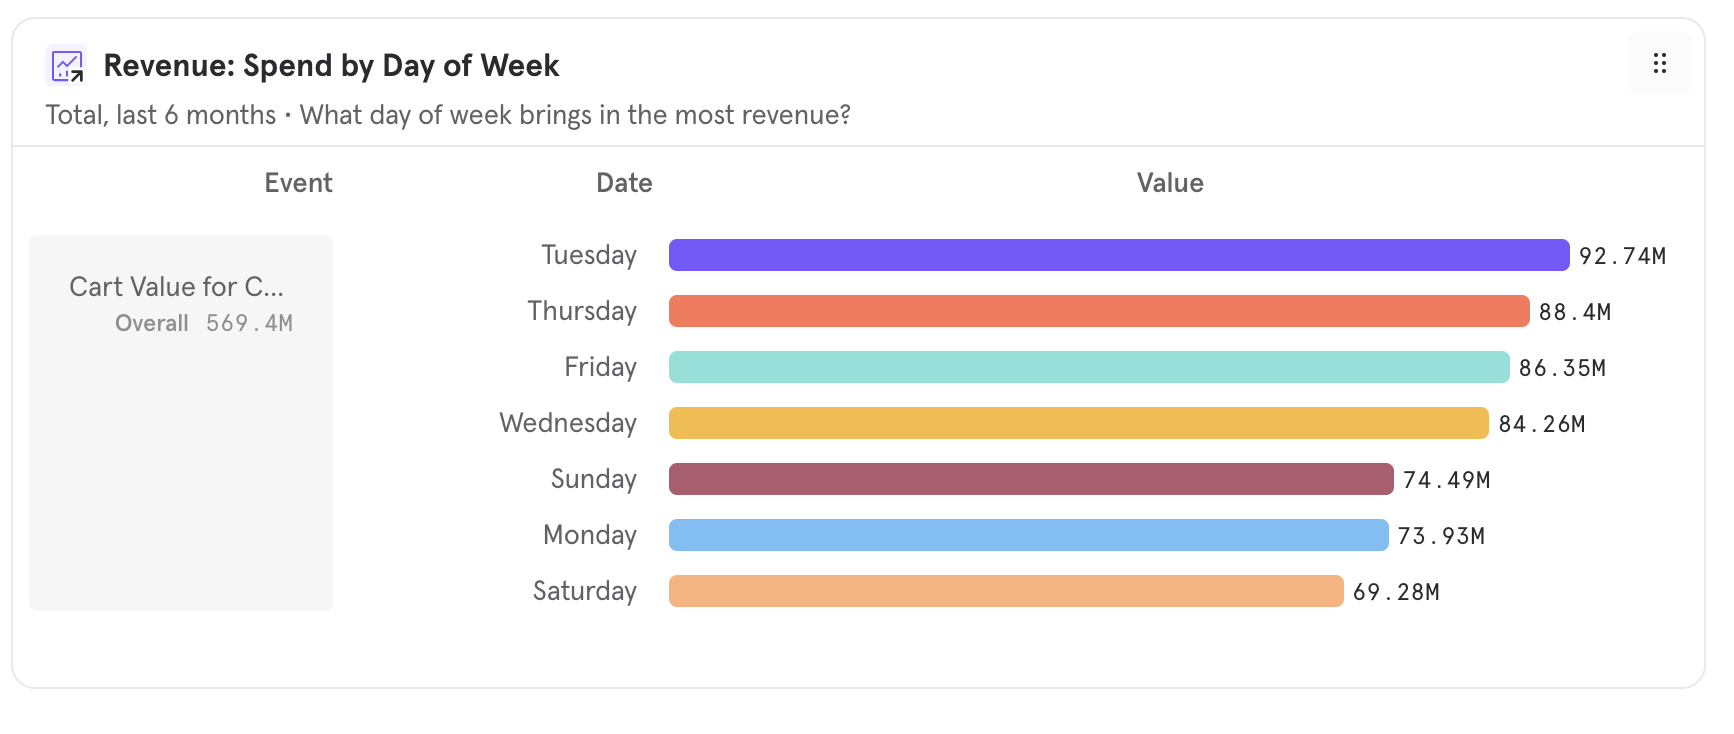 Revenue: Spend by Day of Week
Total, last 6 months • What day of week brings in the most revenue?
Event Date Value
Cart Value for C...
Overall 569.4M
Tuesday 92.74M
Thursday 88.4M
Friday 86.35M
Wednesday 84.26M
Sunday 74.49M
Monday 73.93M
Saturday 69.28M